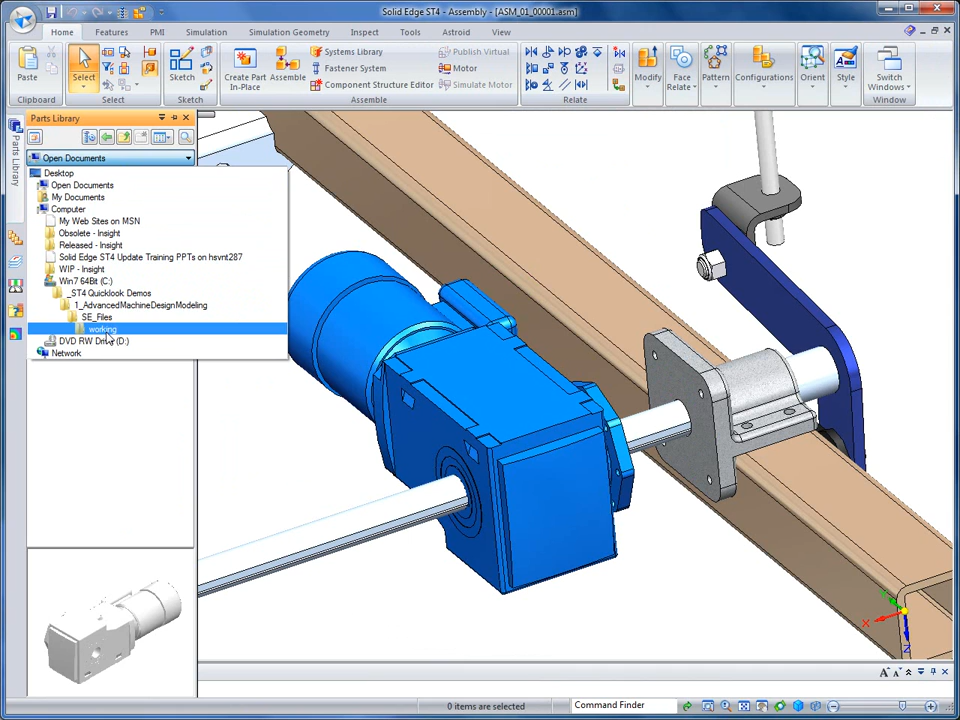 Solid Edge ST4 - Assembly - [ASM_01_00001.asm]
Home Features PMI Simulation Simulation Geometry Inspect Tools Astroid View
Paste
Clipboard
Select
Select
Sketch
Sketch
Create Part In-Place
Assemble
Systems Library
Fastener System
Component Structure Editor
Publish Virtual
Motor
Simulate Motor
Assemble
Relate
Modify
Face Relate
Pattern
Configurations
Orient
Style
Switch Windows
Window
Parts Library
Parts Library
Open Documents
Desktop
Open Documents
My Documents
Computer
My Web Sites on MSN
Obsolete - Insight
Released - Insight
Solid Edge ST4 Update Training PPTs on hsvnt287
WIP - Insight
Win7 64Bit (C:)
_ST4 Quicklook Demos
1_AdvancedMachineDesignModeling
SE_Files
working
DVD RW Drive (D:)
Network
X
Z
0 items are selected
Command Finder